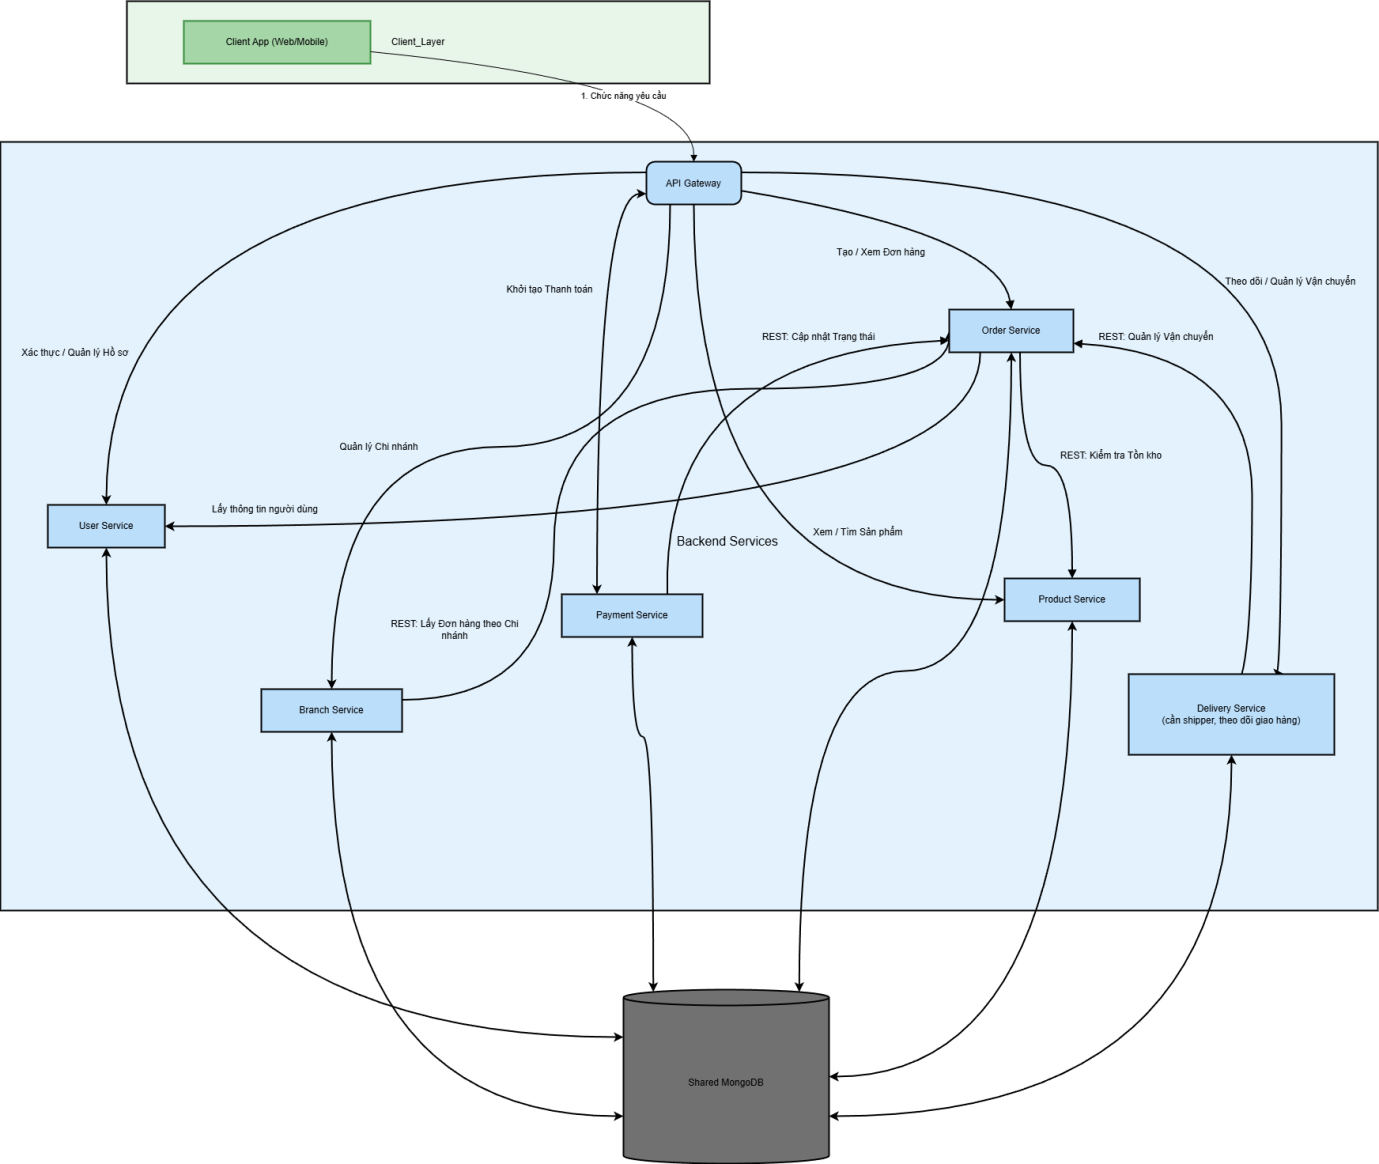 Client App (Web/Mobile)
Client_Layer
1. Chức năng yêu cầu
API Gateway
Tạo / Xem Đơn hàng
Theo dõi / Quản lý Vận chuyển
Khởi tạo Thanh toán
Order Service
REST: Cập nhật Trạng thái
REST: Quản lý Vận chuyển
Xác thực / Quản lý Hồ sơ
Quản lý Chi nhánh
REST: Kiểm tra Tồn kho
Lấy thông tin người dùng
User Service
Backend Services
Xem / Tìm Sản phẩm
Product Service
Payment Service
REST: Lấy Đơn hàng theo Chi
nhánh
Branch Service
Delivery Service
(cần shipper, theo dõi giao hàng)
Shared MongoDB